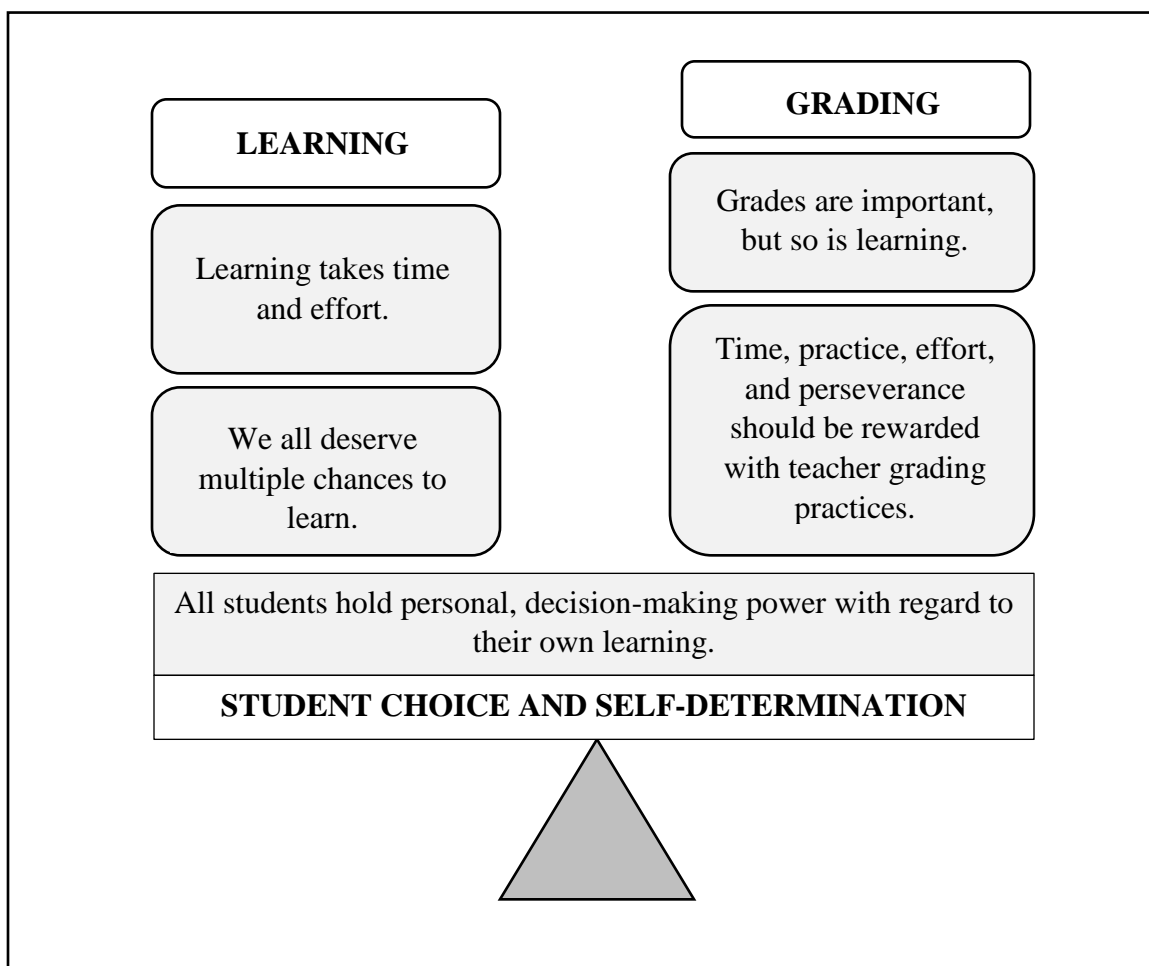 LEARNING
Learning takes time
and effort.
We all deserve
multiple chances to
learn.
GRADING
Grades are important,
but so is learning.
Time, practice, effort,
and perseverance
should be rewarded
with teacher grading
practices.
All students hold personal, decision-making power with regard to
their own learning.
STUDENT CHOICE AND SELF-DETERMINATION